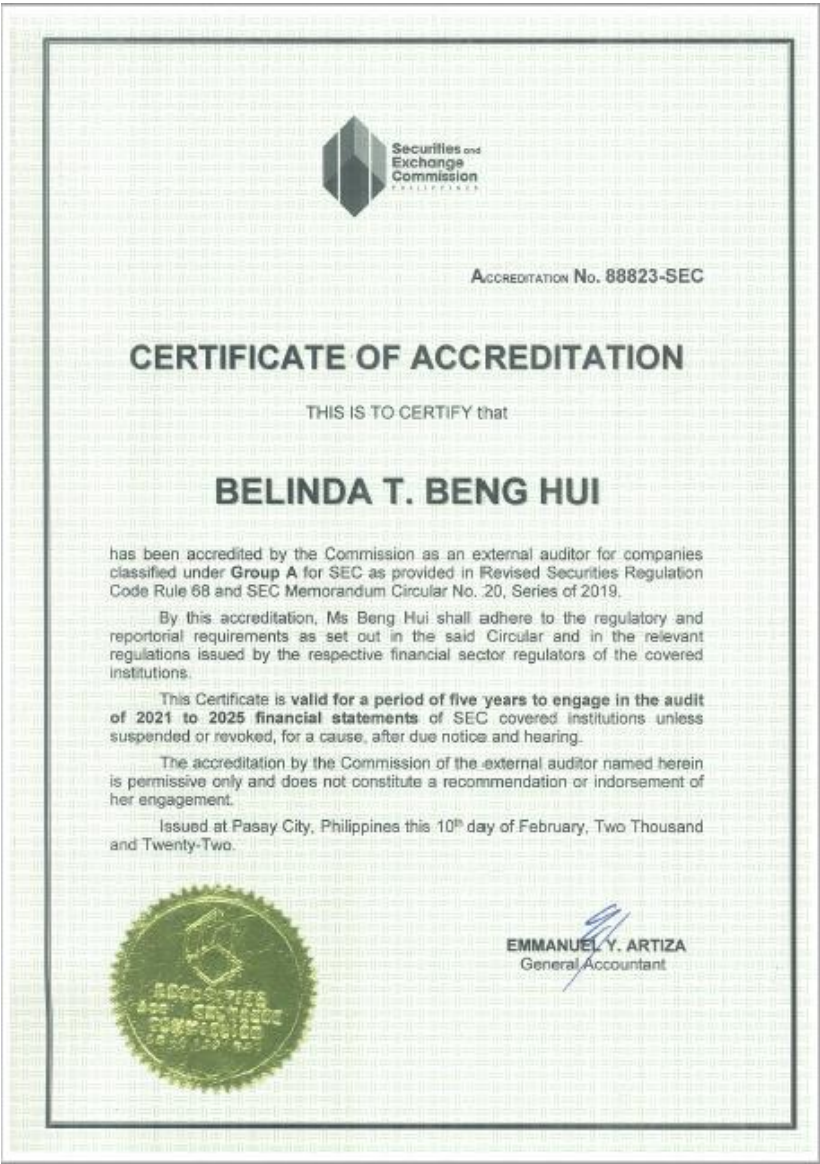 Securities and
Exchange
Commission
PHILIPPINES
ACCREDITATION NO. 88823-SEC
CERTIFICATE OF ACCREDITATION
THIS IS TO CERTIFY that
BELINDA T. BENG HUI
has been accredited by the Commission as an external auditor for companies
classified under Group A for SEC as provided in Revised Securities Regulation
Code Rule 68 and SEC Memorandum Circular No. 20, Series of 2019.
By this accreditation, Ms Beng Hui shall adhere to the regulatory and
reportorial requirements as set out in the said Circular and in the relevant
regulations issued by the respective financial sector regulators of the covered
institutions.
This Certificate is valid for a period of five years to engage in the audit
of 2021 to 2025 financial statements of SEC covered institutions unless
suspended or revoked, for a cause, after due notice and hearing.
The accreditation by the Commission of the external auditor named herein
is permissive only and does not constitute a recommendation or indorsement of
her engagement.
Issued at Pasay City, Philippines this 10th day of February, Two Thousand
and Twenty-Two.
EMMANUEL Y. ARTIZA
General Accountant
SECURITIES
AND EXCHANGE
COMMISSION